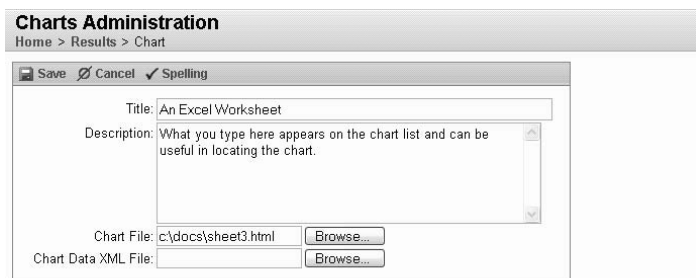 Charts Administration
Home > Results > Chart
Save Cancel Spelling
Title: An Excel Worksheet
Description: What you type here appears on the chart list and can be
useful in locating the chart.
Chart File: c:\docs\sheet3.html Browse...
Chart Data XML File: Browse...